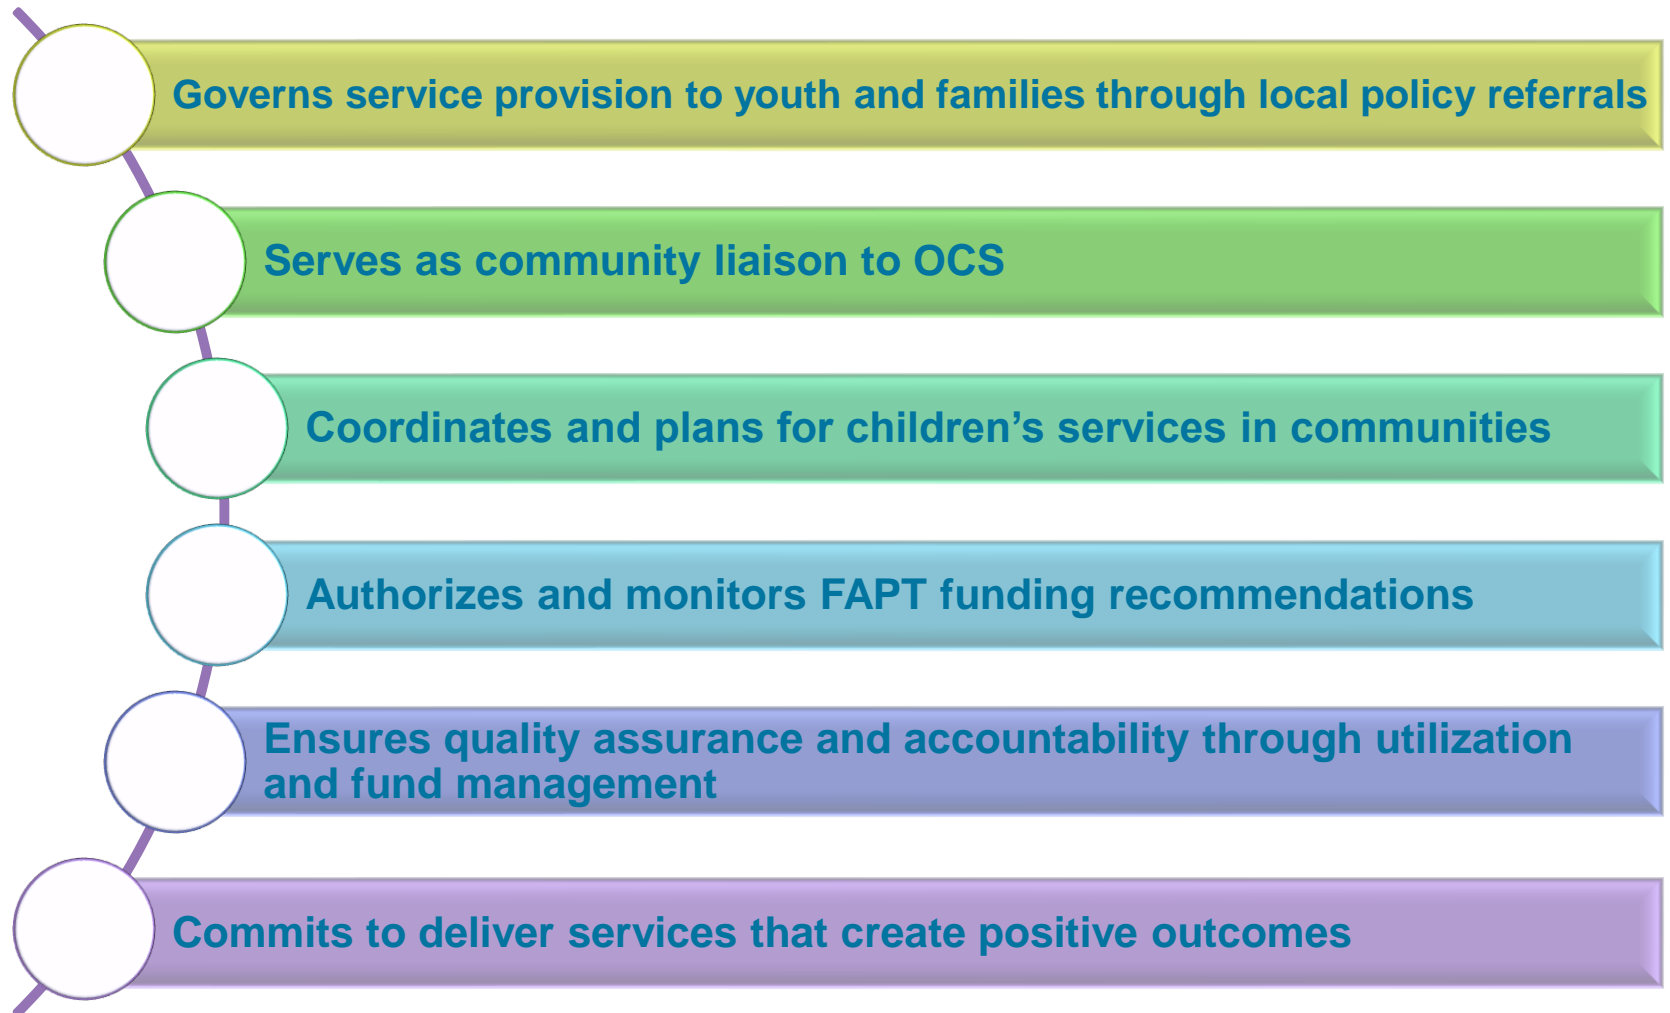 Governs service provision to youth and families through local policy referrals
Serves as community liaison to OCS
Coordinates and plans for children’s services in communities
Authorizes and monitors FAPT funding recommendations
Ensures quality assurance and accountability through utilization
and fund management
Commits to deliver services that create positive outcomes